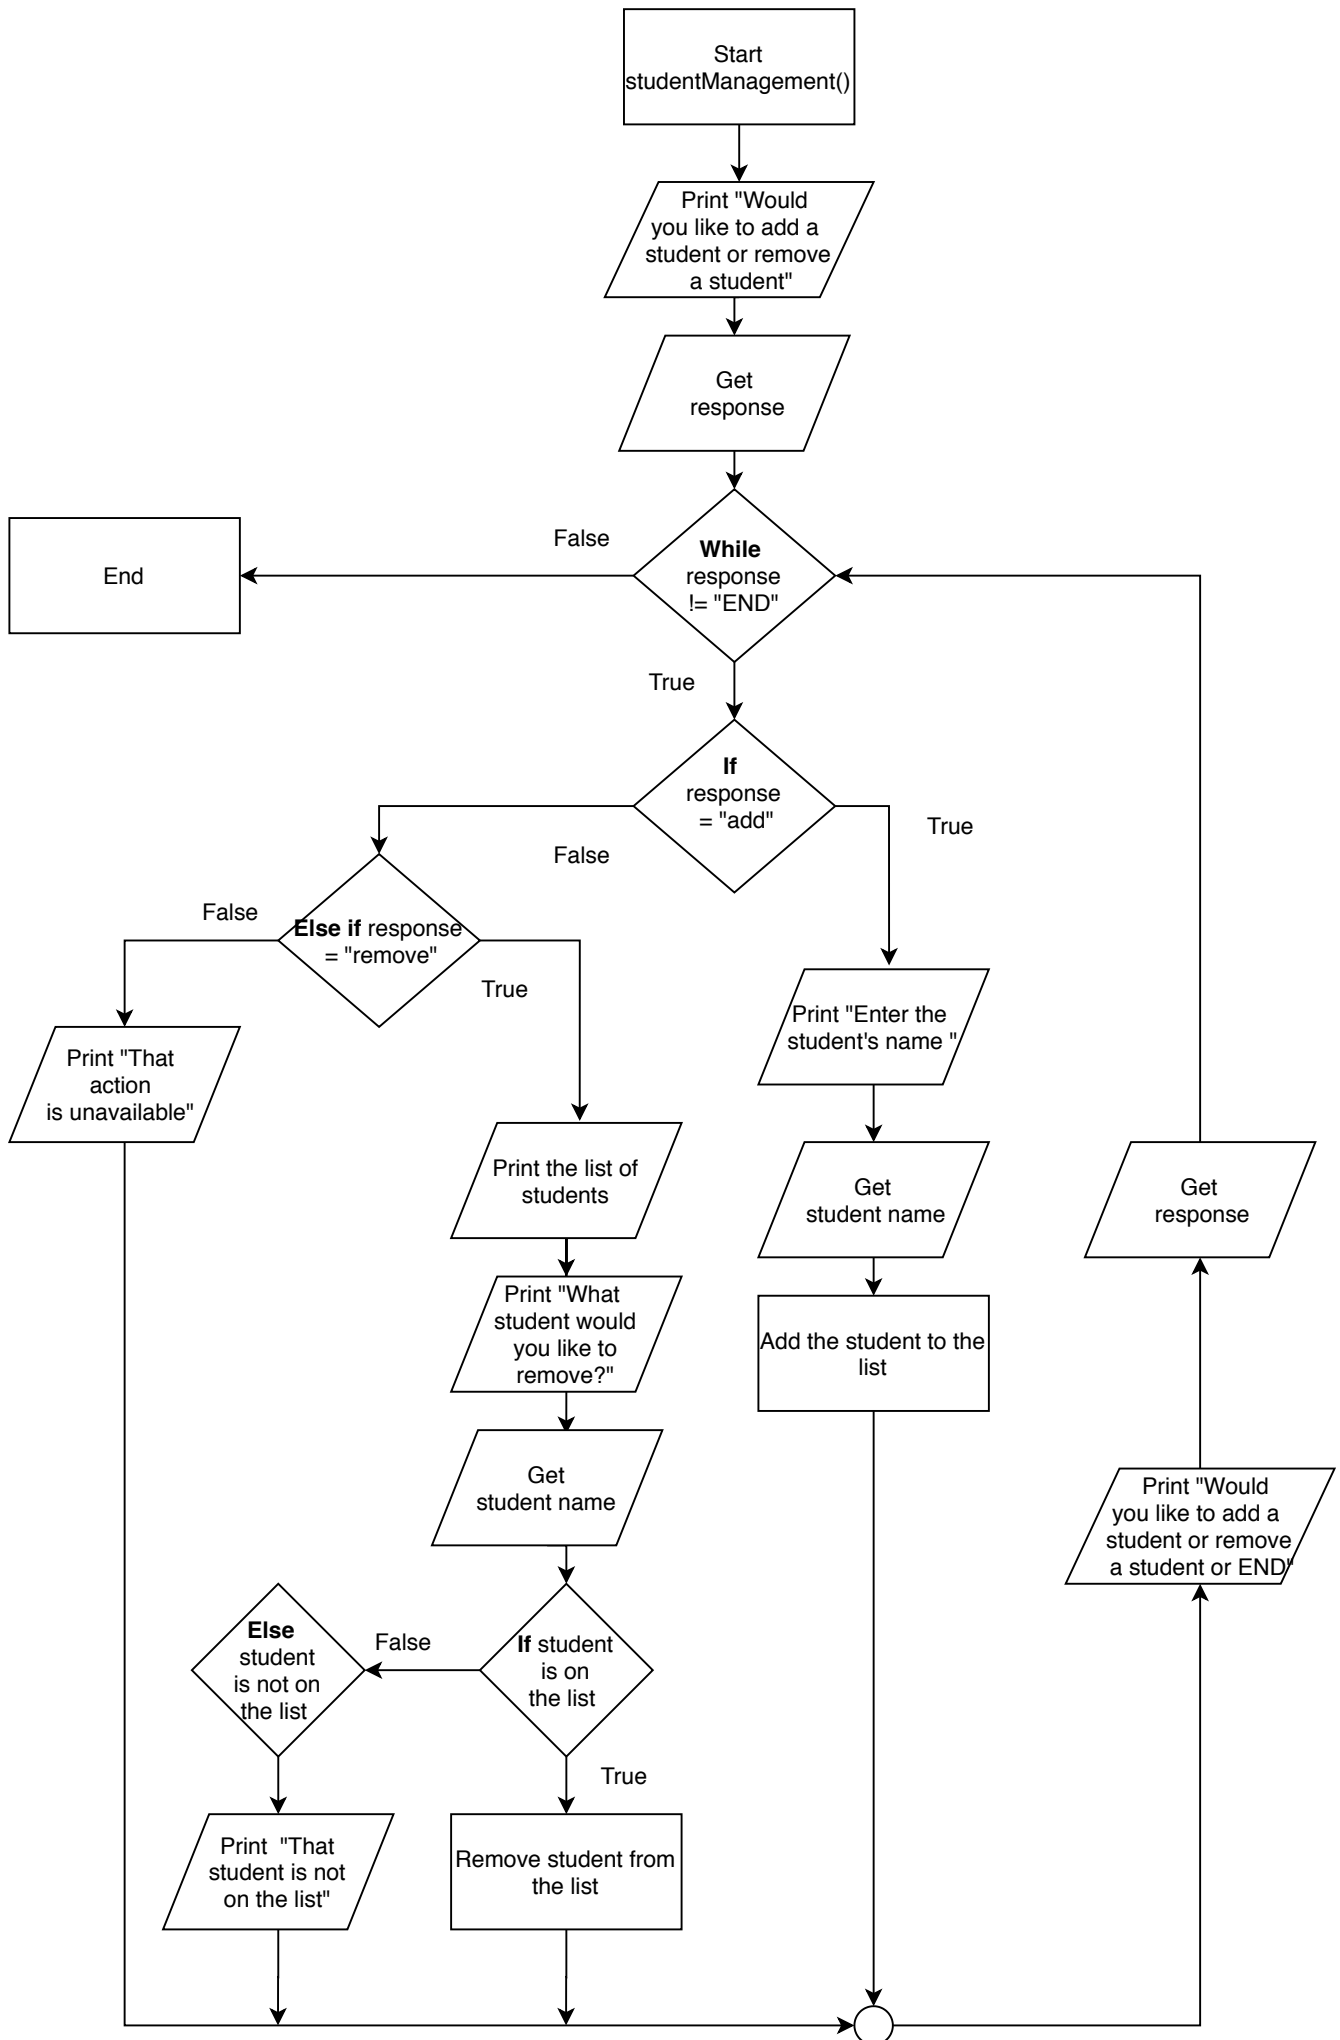 Start
studentManagement()
Print "Would
you like to add a
student or remove
a student"
Get
response
While
response
!= "END"
False
End
True
If
response
= "add"
False
True
Else if response
= "remove"
False
True
Print "That
action
is unavailable"
Print the list of
students
Print "What
student would
you like to
remove?"
Get
student name
If student
is on
the list
False
Else
student
is not on
the list
True
Print  "That
student is not
on the list"
Remove student from
the list
Print "Enter the
student's name "
Get
student name
Add the student to the
list
Print "Would
you like to add a
student or remove
a student or END"
Get
response